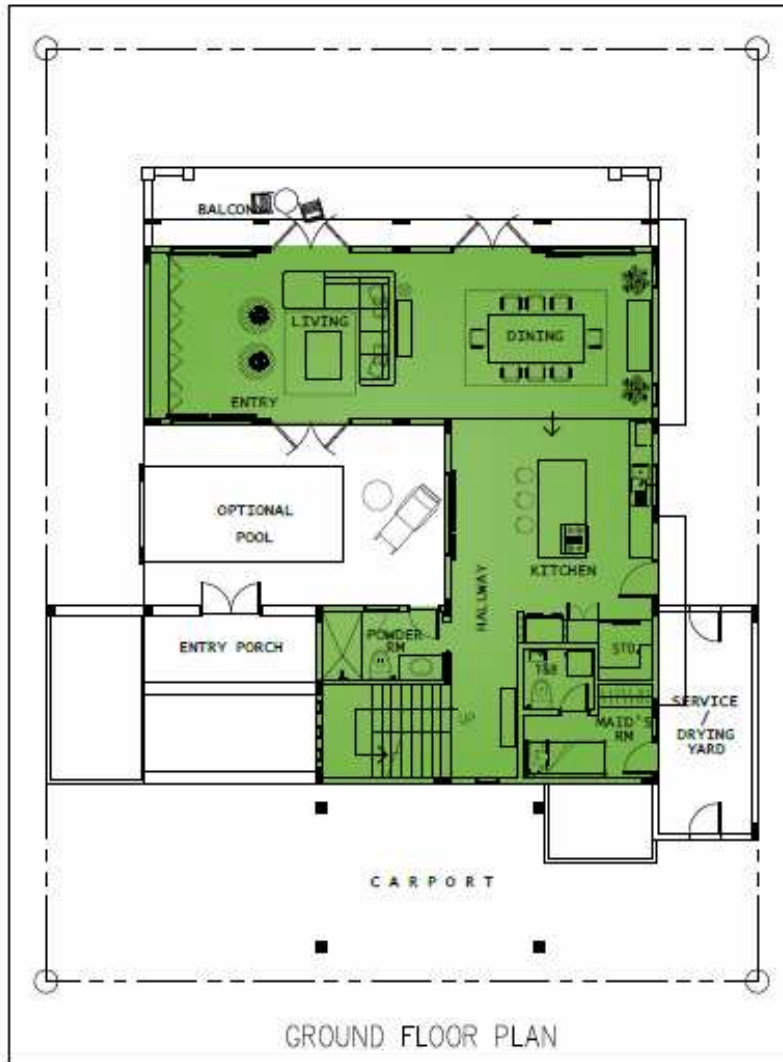 BALCONY
LIVING
DINING
ENTRY
OPTIONAL
POOL
KITCHEN
HALLWAY
POWDER
RM
ENTRY PORCH
STO.
T&B
UP
MAID'S
RM
SERVICE
/
DRYING
YARD
CARPORT
GROUND FLOOR PLAN